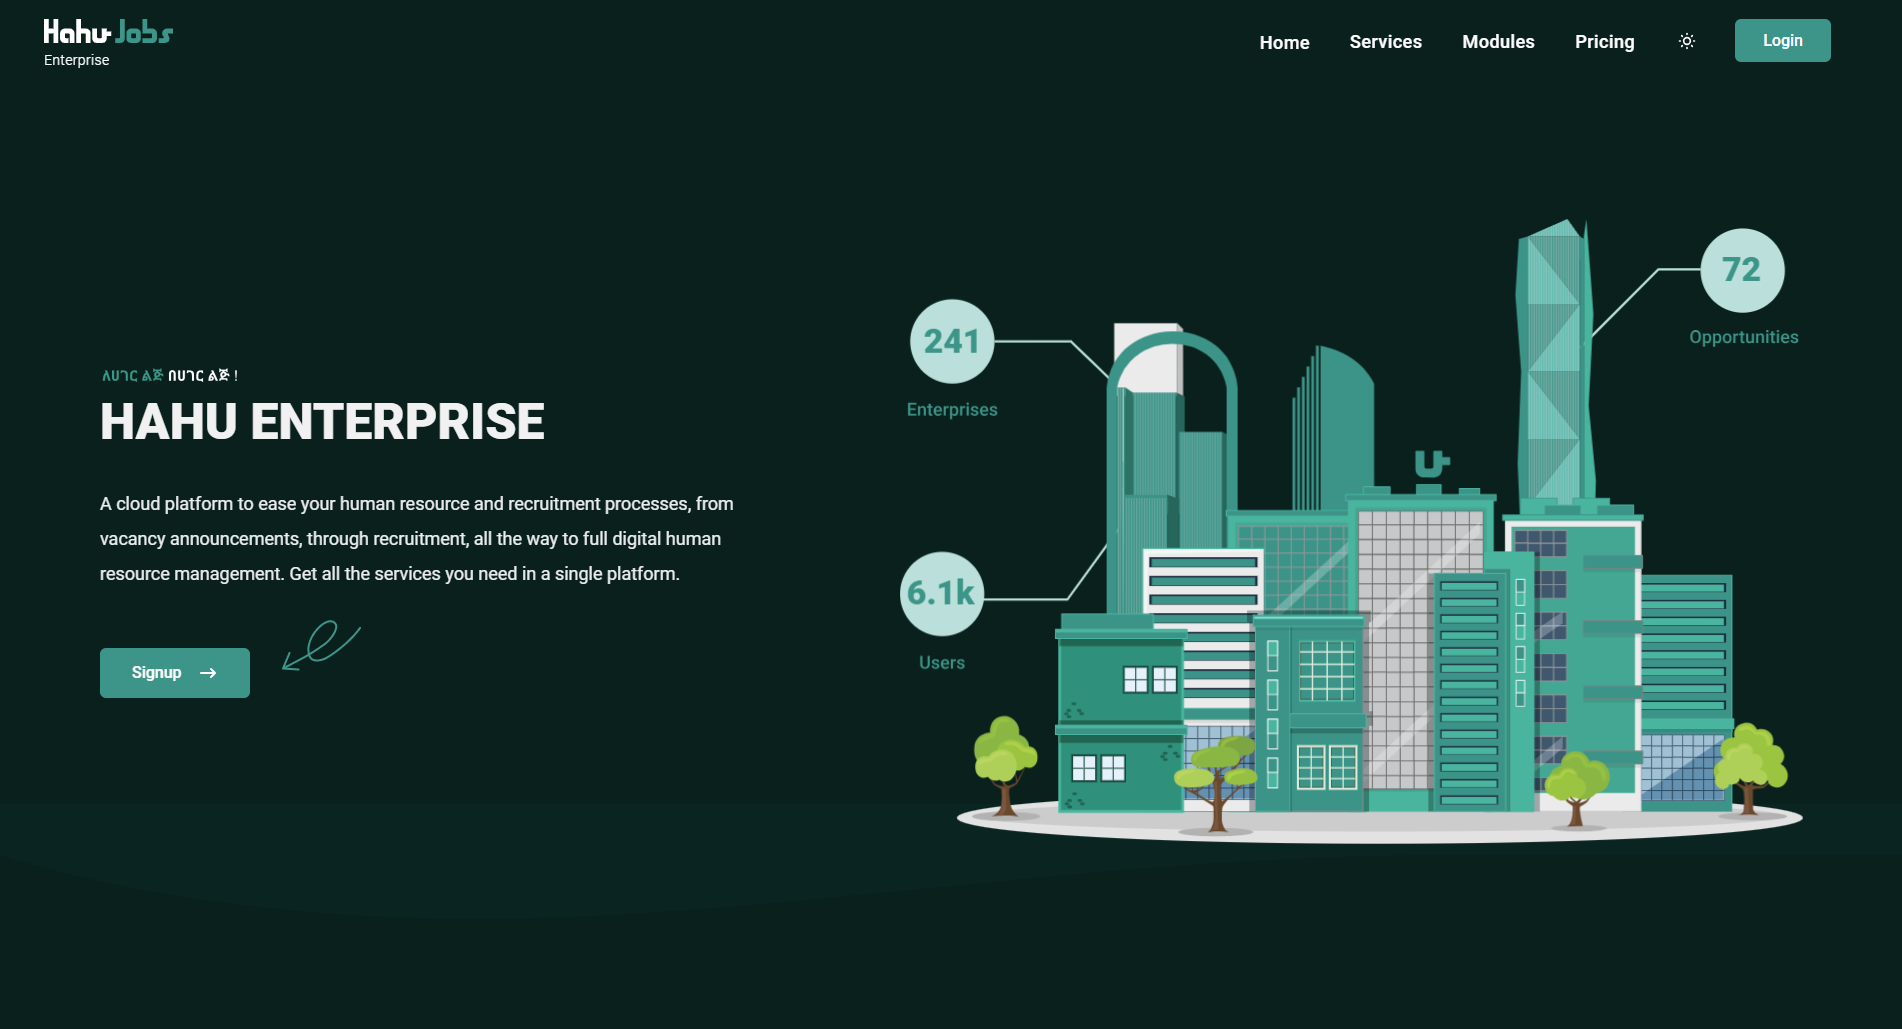 Hahu Jobs
Enterprise
Home
Services
Modules
Pricing
Login
ለሀገር ልጅ በሀገር ልጅ !
HAHU ENTERPRISE
A cloud platform to ease your human resource and recruitment processes, from
vacancy announcements, through recruitment, all the way to full digital human
resource management. Get all the services you need in a single platform.
Signup
241
Enterprises
6.1k
Users
72
Opportunities